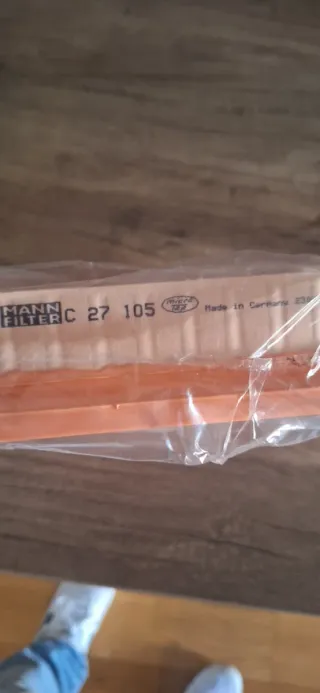 MANN
FILTER
C 27 105
Made in Germany